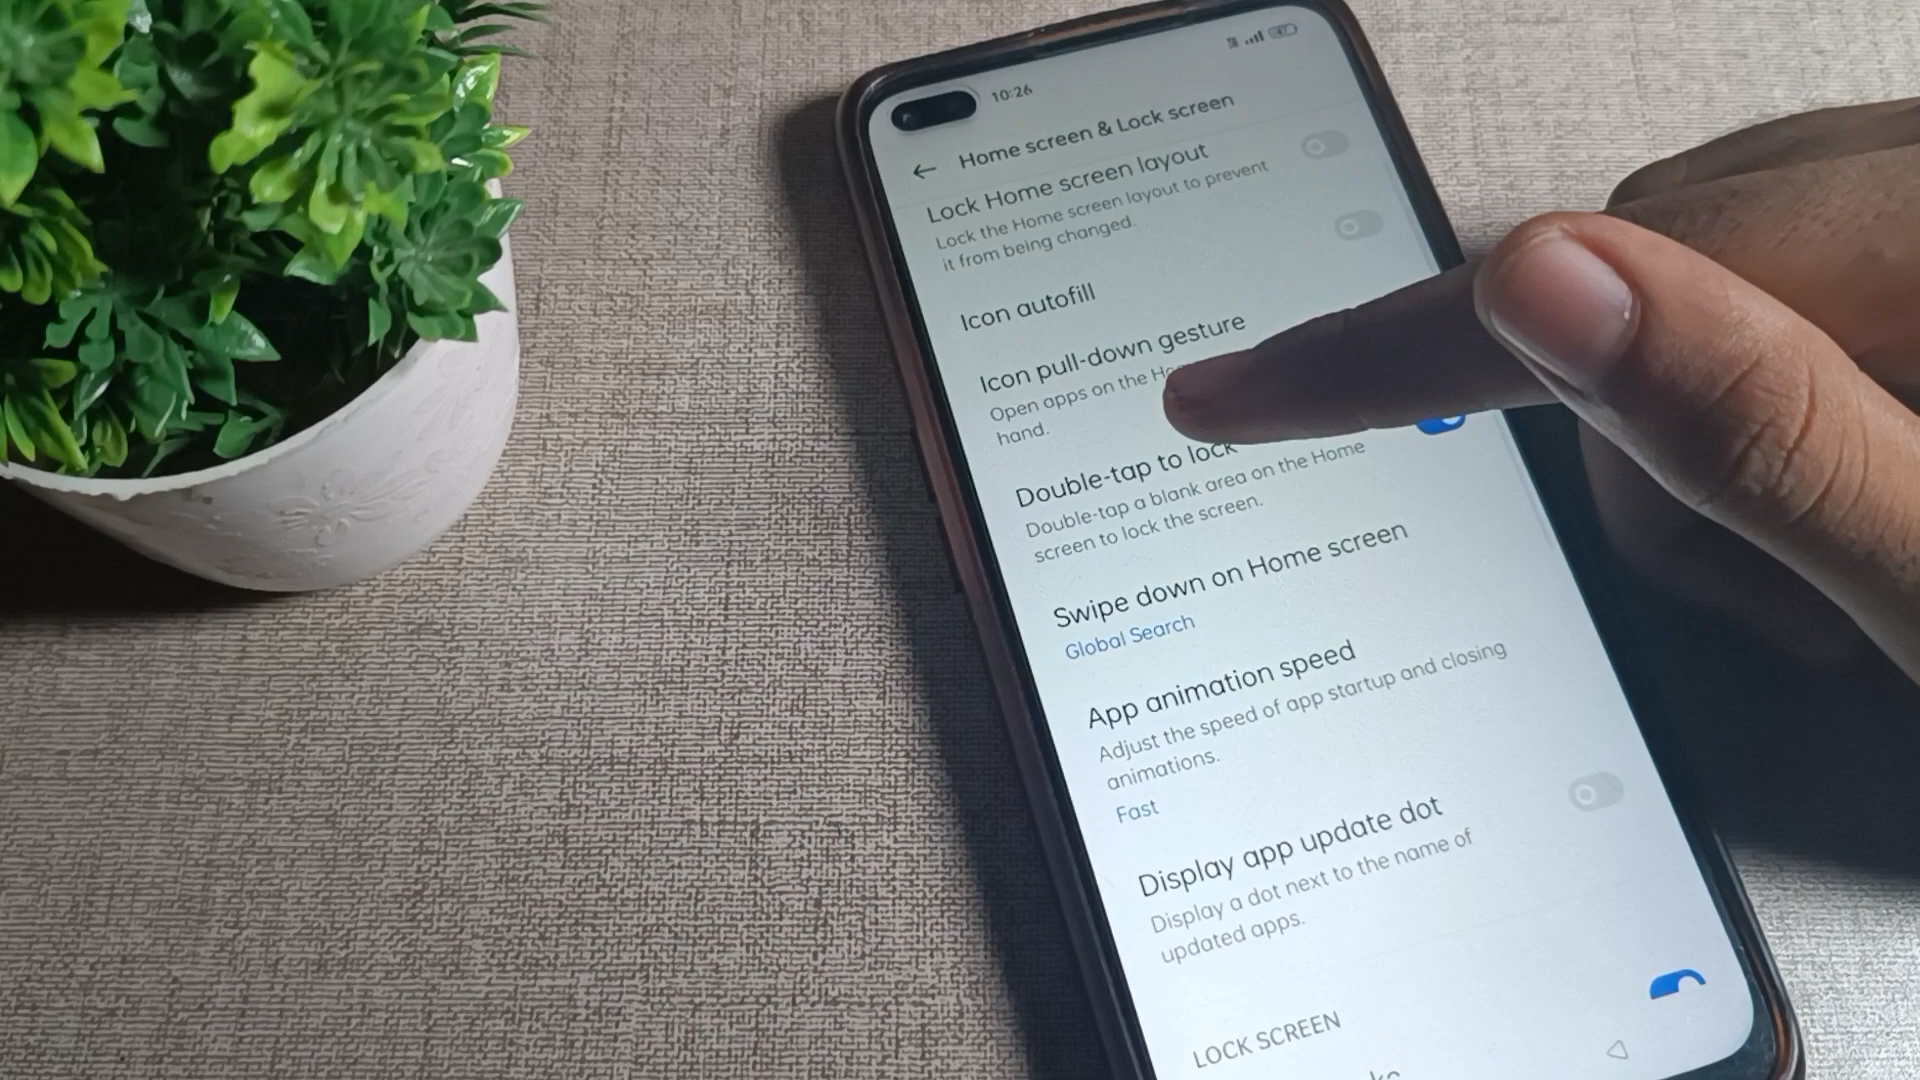 10:26
Home screen & Lock screen
Lock Home screen layout
Lock the Home screen layout to prevent
it from being changed.
Icon autofill
Icon pull-down gesture
Open apps on the
hand.
Double-tap to lock
Double-tap a blank area on the Home
screen to lock the screen.
Swipe down on Home screen
Global Search
App animation speed
Adjust the speed of app startup and closing
animations.
Fast
Display app update dot
Display a dot next to the name of
updated apps.
LOCK SCREEN